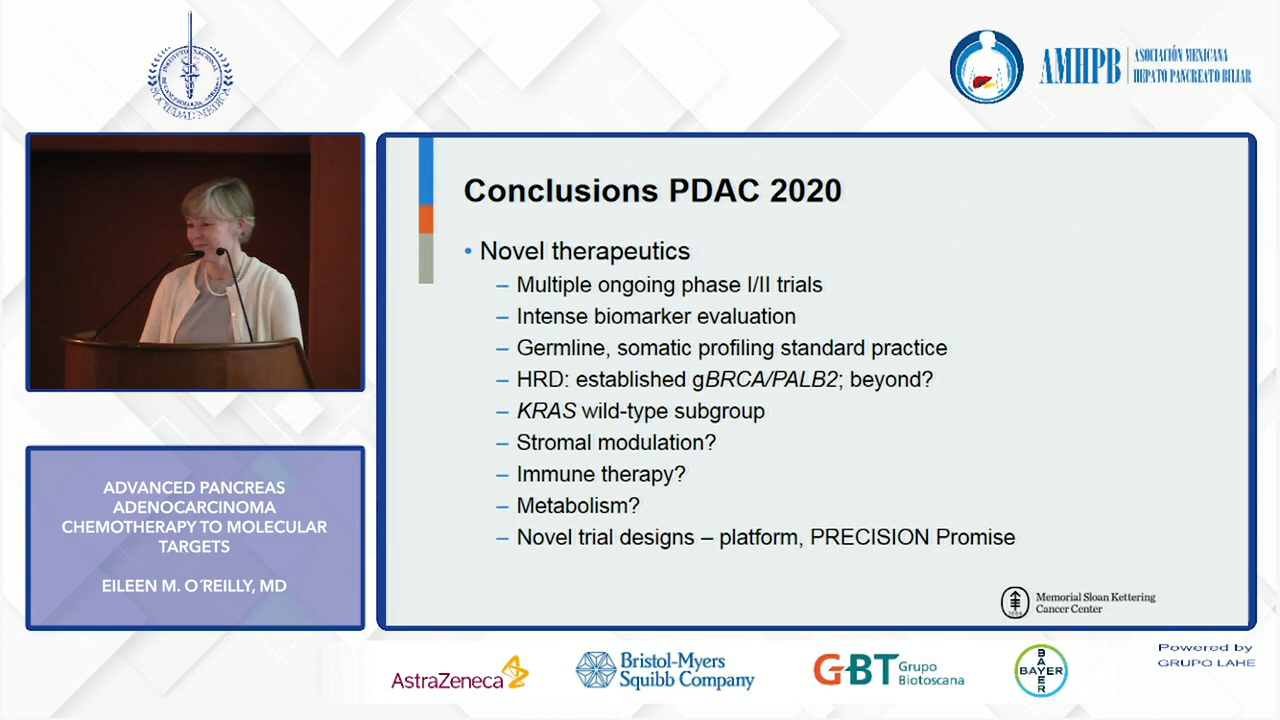 SOCIEDAD MEDICA
AMHPB
ASOCIACIÓN MEXICANA
HEPATO PANCREATO BILIAR
Conclusions PDAC 2020
• Novel therapeutics
– Multiple ongoing phase I/II trials
– Intense biomarker evaluation
– Germline, somatic profiling standard practice
– HRD: established gBRCA/PALB2; beyond?
– KRAS wild-type subgroup
– Stromal modulation?
– Immune therapy?
– Metabolism?
– Novel trial designs – platform, PRECISION Promise
Memorial Sloan Kettering
Cancer Center
ADVANCED PANCREAS
ADENOCARCINOMA
CHEMOTHERAPY TO MOLECULAR
TARGETS
EILEEN M. O´REILLY, MD
AstraZeneca
Bristol-Myers
Squibb Company
GBT Grupo
Biotoscana
BAYER
BAYER
Powered by
GRUPO LAHE